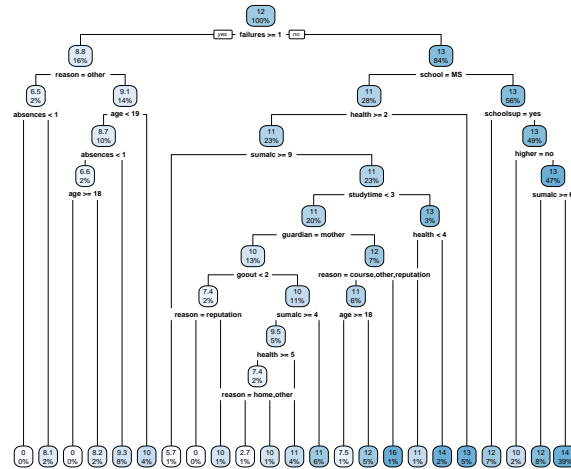 12
100%
yes failures >= 1 no
8.8
16%
13
84%
reason = other
school = MS
6.5
2%
9.1
14%
11
28%
13
56%
absences < 1
age < 19
health >= 2
schoolsup = yes
8.7
10%
11
23%
13
49%
absences < 1
sumalc >= 9
higher = no
6.6
2%
11
23%
13
47%
age >= 18
studytime < 3
sumalc >= 6
11
20%
13
3%
guardian = mother
health < 4
10
13%
12
7%
goout < 2
reason = course,other,reputation
7.4
2%
10
11%
11
6%
reason = reputation
sumalc >= 4
age >= 18
9.5
5%
health >= 5
7.4
2%
reason = home,other
0 8.1 0 8.2 9.3 10 5.7 0 10 2.7 10 11 11 7.5 12 16 11 14 13 12 10 12 14
0% 2% 0% 2% 8% 4% 1% 0% 1% 1% 1% 4% 6% 1% 5% 1% 1% 2% 5% 7% 2% 8% 39%